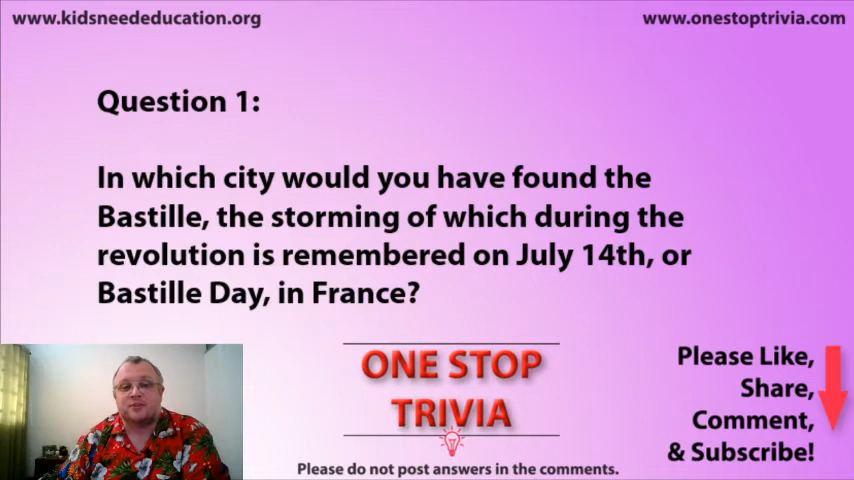 www.kidsneededucation.org
www.onestoptrivia.com
Question 1:
In which city would you have found the
Bastille, the storming of which during the
revolution is remembered on July 14th, or
Bastille Day, in France?
ONE STOP
TRIVIA
Please do not post answers in the comments.
Please Like,
Share,
Comment,
& Subscribe!